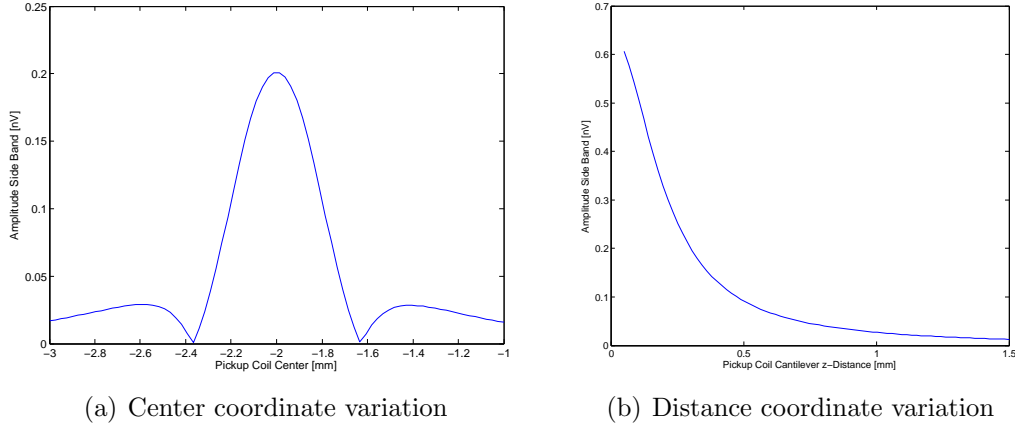 0.25
0.2
0.15
0.1
0.05
0
Amplitude Side Band [nV]
−3 −2.8 −2.6 −2.4 −2.2 −2 −1.8 −1.6 −1.4 −1.2 −1
Pickup Coil Center [mm]
(a) Center coordinate variation
0.7
0.6
0.5
0.4
0.3
0.2
0.1
0
Amplitude Side Band [nV]
0 0.5 1 1.5
Pickup Coil Cantilever z−Distance [mm]
(b) Distance coordinate variation